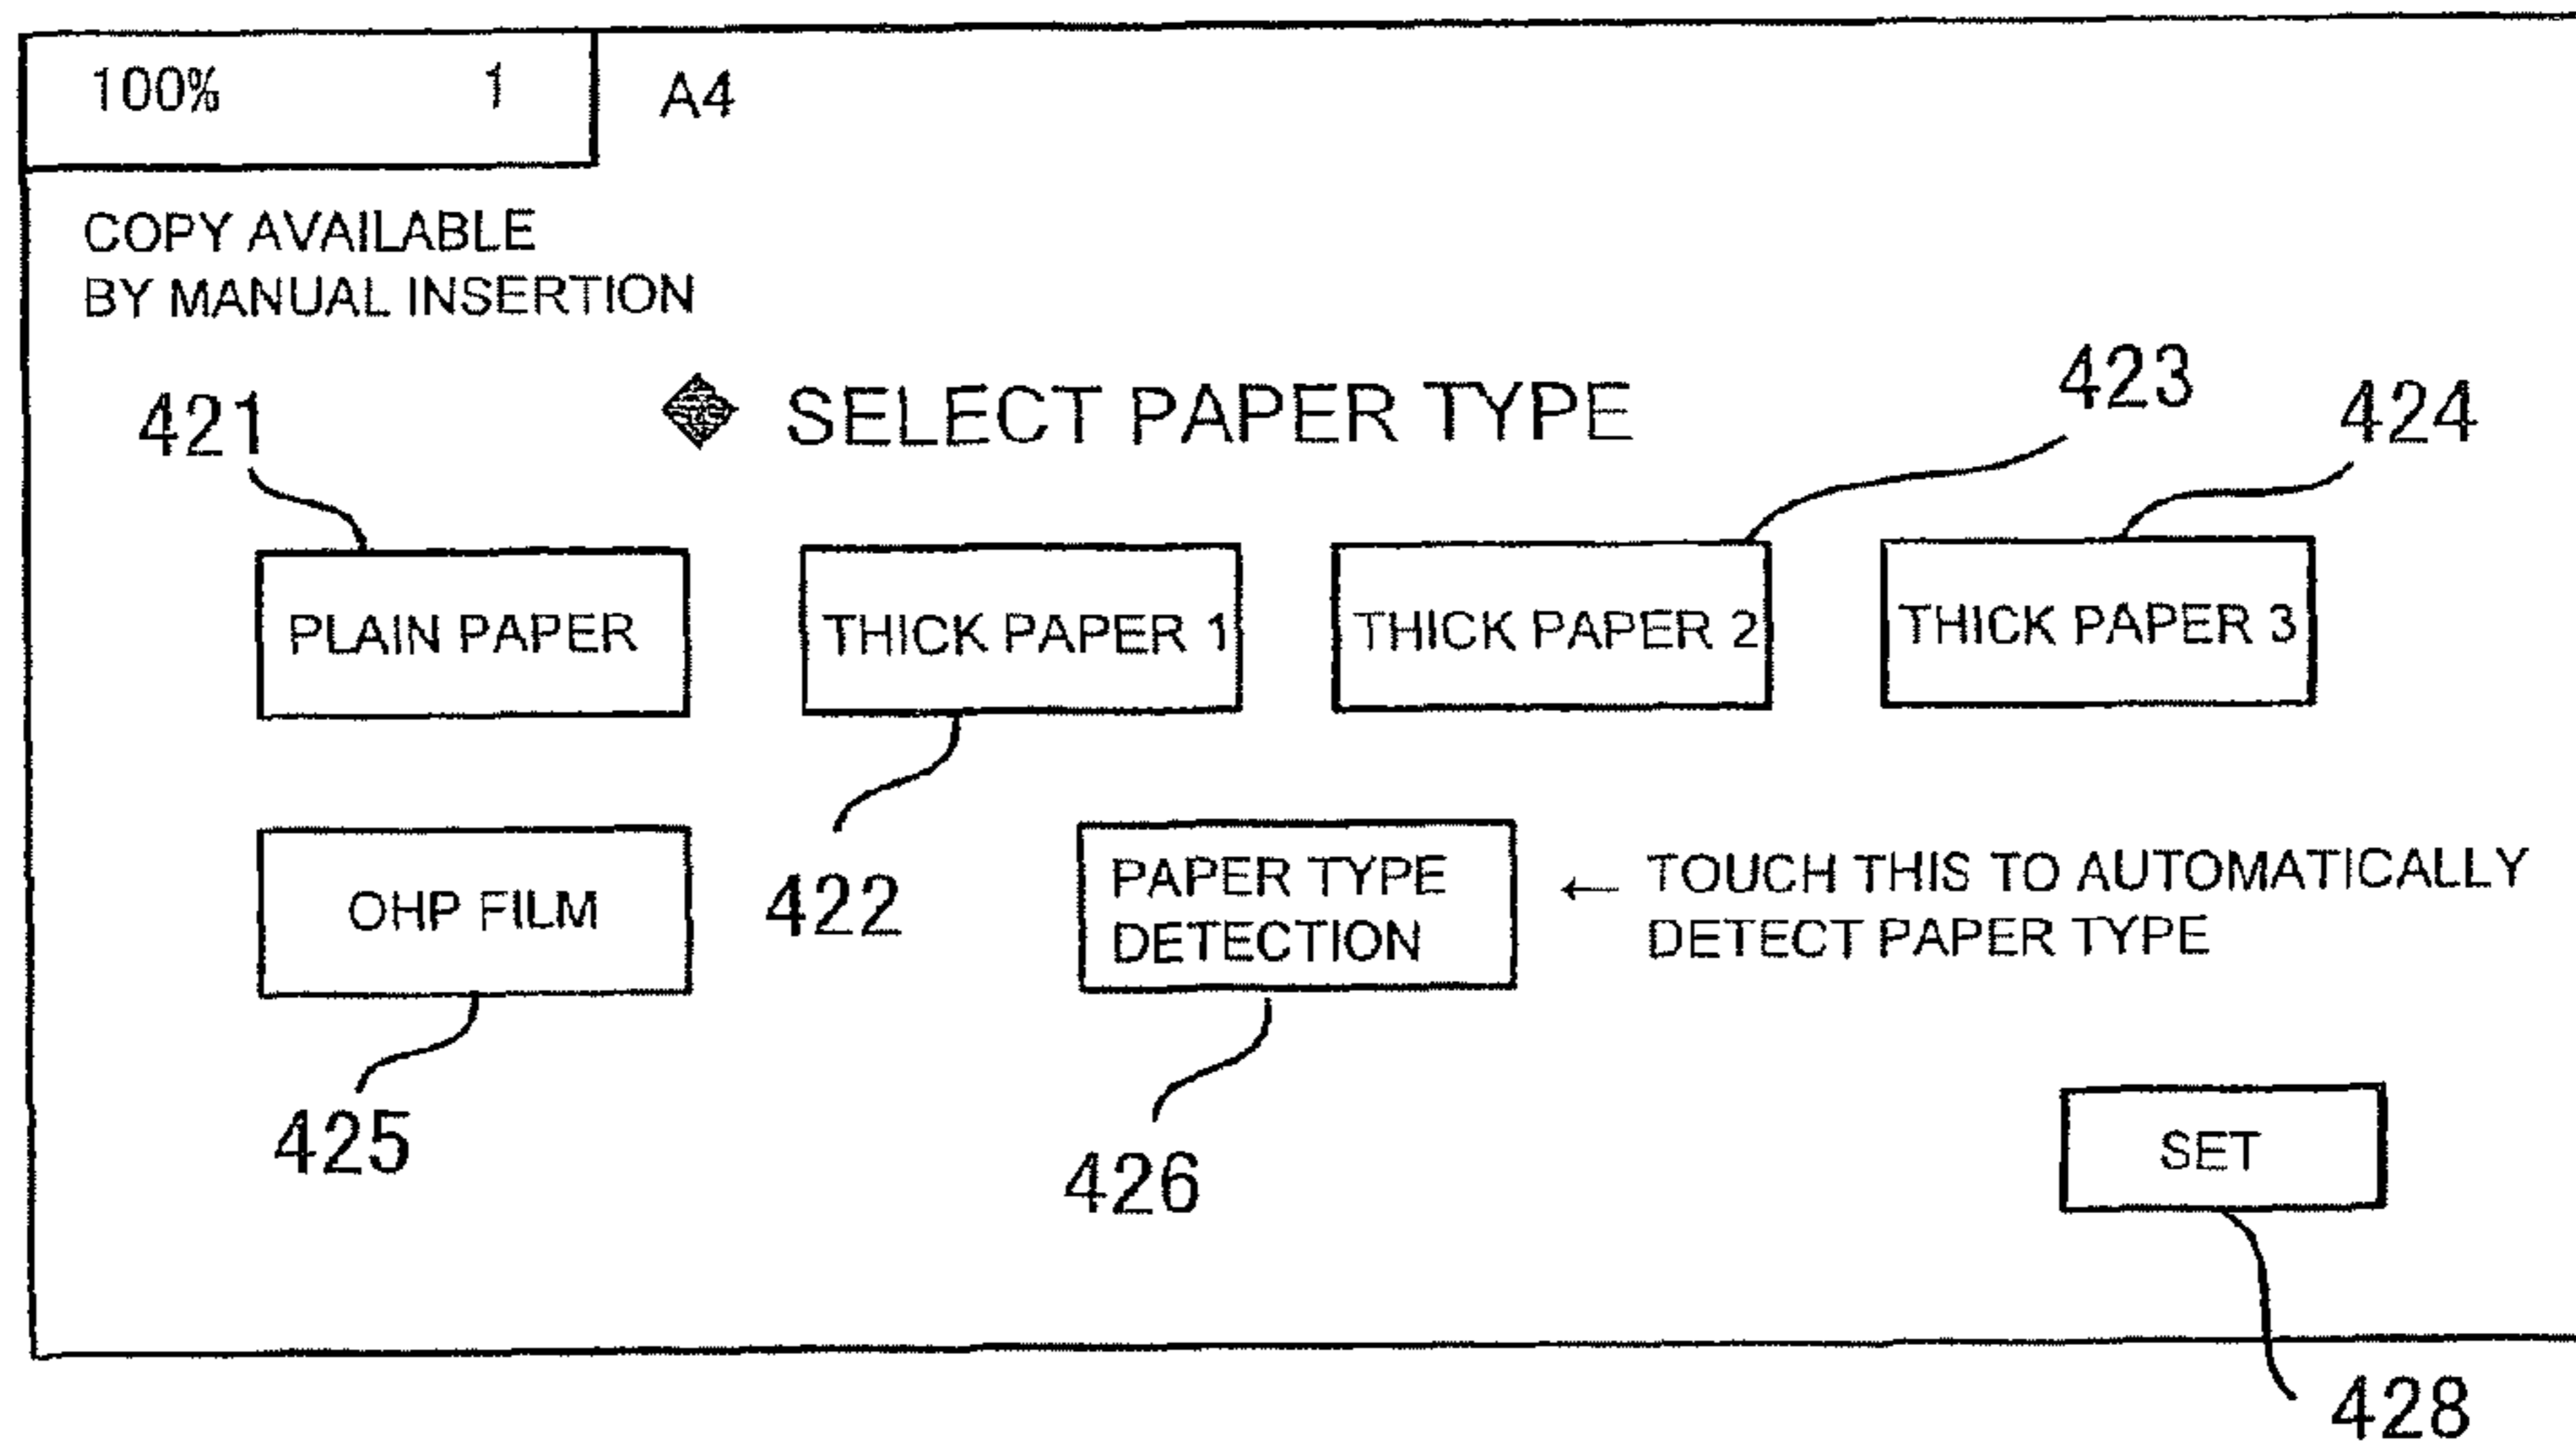 100% 1 A4
COPY AVAILABLE
BY MANUAL INSERTION
◆ SELECT PAPER TYPE
421
423
424
PLAIN PAPER
THICK PAPER 1
THICK PAPER 2
THICK PAPER 3
422
OHP FILM
PAPER TYPE
DETECTION
← TOUCH THIS TO AUTOMATICALLY
DETECT PAPER TYPE
425
426
SET
428